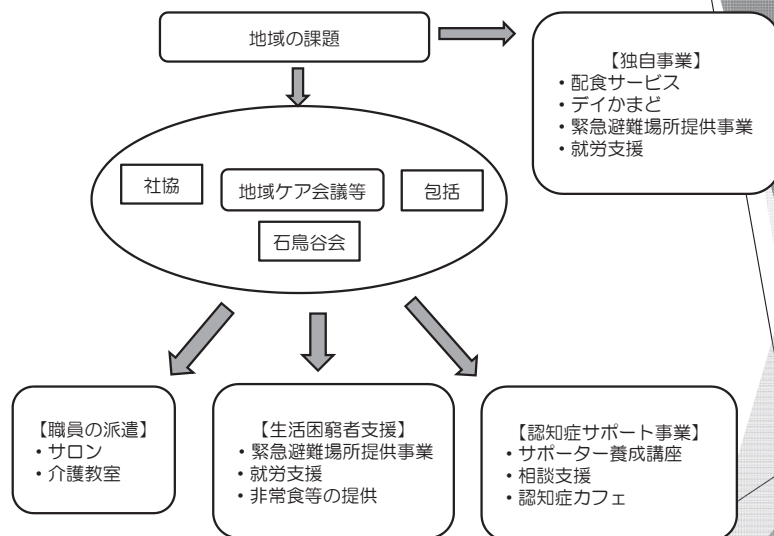 地域の課題
【独自事業】
・配食サービス
・デイかまど
・緊急避難場所提供事業
・就労支援
社協
地域ケア会議等
包括
石鳥谷会
【職員の派遣】
・サロン
・介護教室
【生活困窮者支援】
・緊急避難場所提供事業
・就労支援
・非常食等の提供
【認知症サポート事業】
・サポーター養成講座
・相談支援
・認知症カフェ